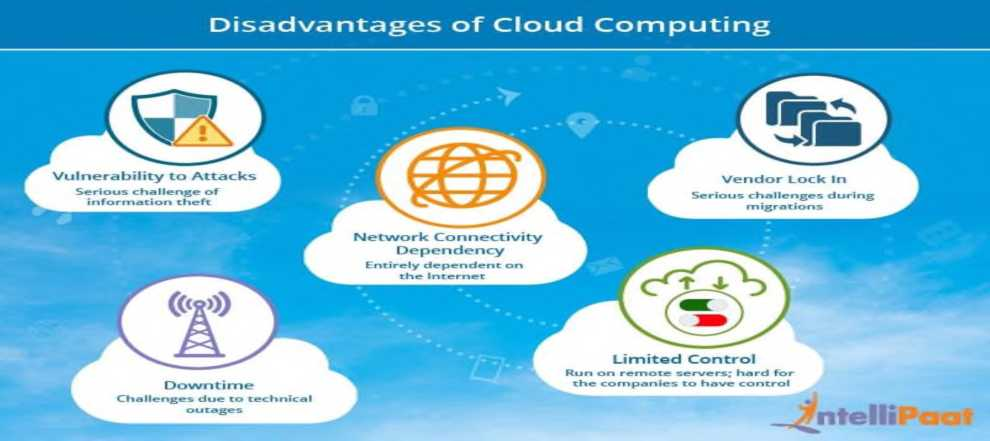 Disadvantages of Cloud Computing
Vulnerability to Attacks
Serious challenge of
information theft
Network Connectivity
Dependency
Entirely dependent on
the Internet
Vendor Lock In
Serious challenges during
migrations
Downtime
Challenges due to technical
outages
Limited Control
Run on remote servers; hard for
the companies to have control
IntelliPaat